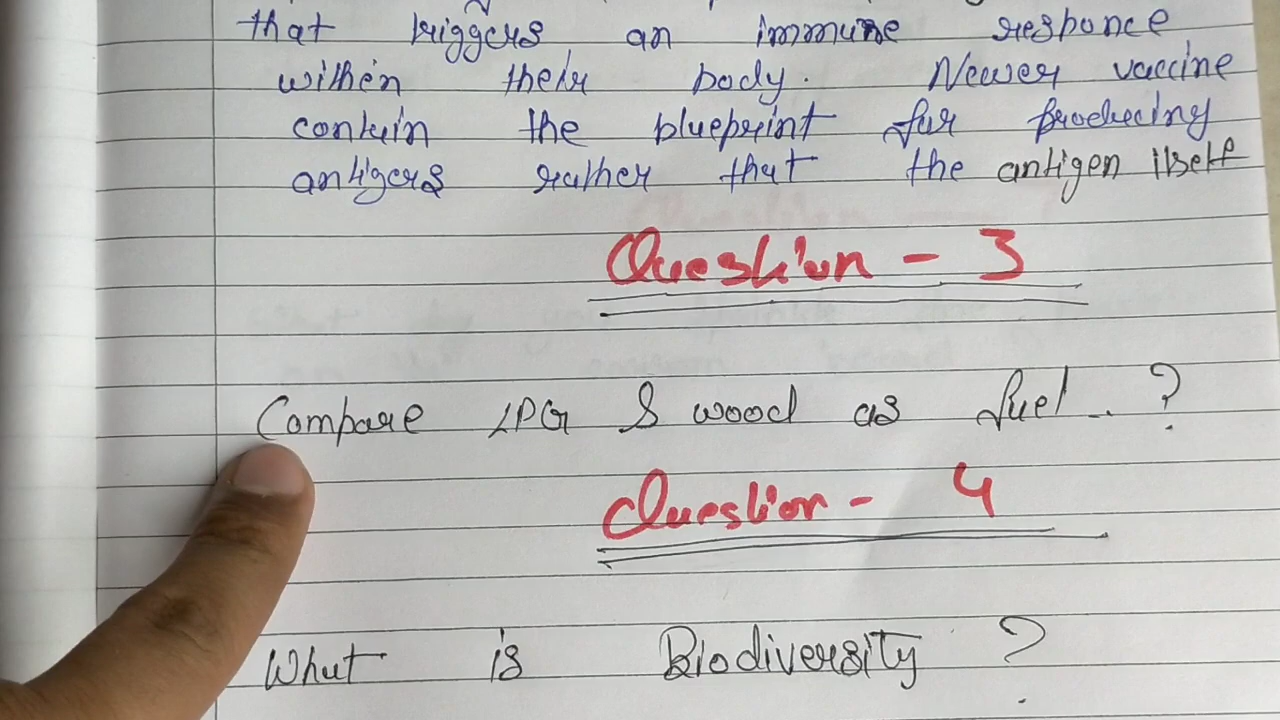 that triggers an immune responce
within their body. Newer vaccine
contain the blueprint for producing
antigers rather that the antigen itself
Question - 3
Compare LPG & wood as fuel. ?
Question - 4
What is Biodiversity ?